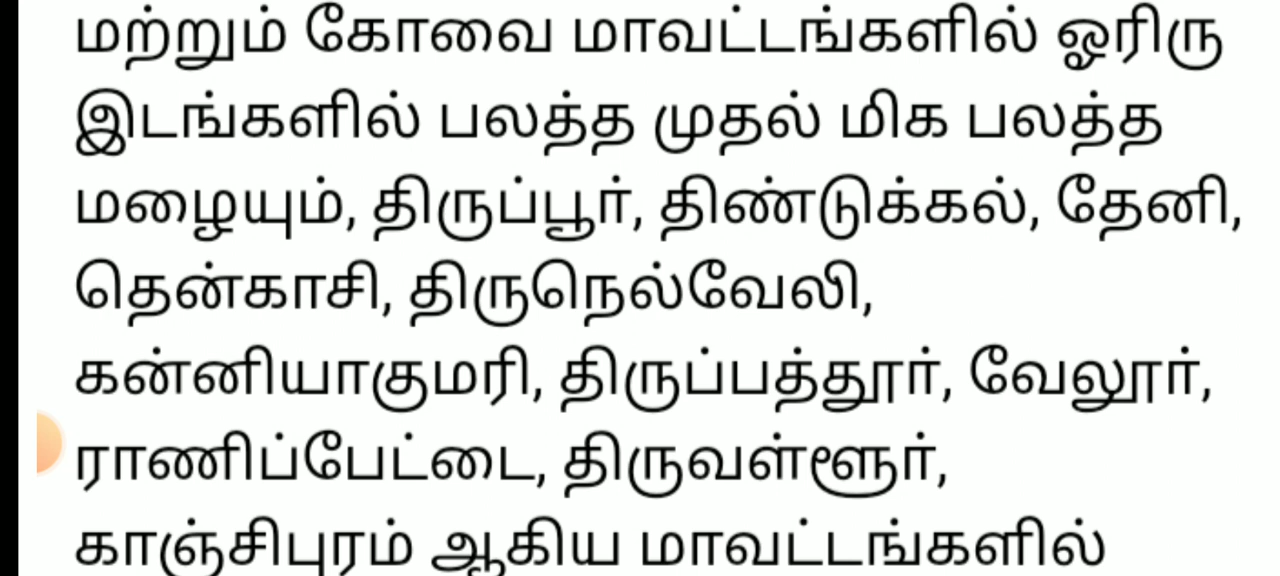 மற்றும் கோவை மாவட்டங்களில் ஓரிரு
இடங்களில் பலத்த முதல் மிக பலத்த
மழையும், திருப்பூர், திண்டுக்கல், தேனி,
தென்காசி, திருநெல்வேலி,
கன்னியாகுமரி, திருப்பத்தூர், வேலூர்,
ராணிப்பேட்டை, திருவள்ளூர்,
காஞ்சிபுரம் ஆகிய மாவட்டங்களில்